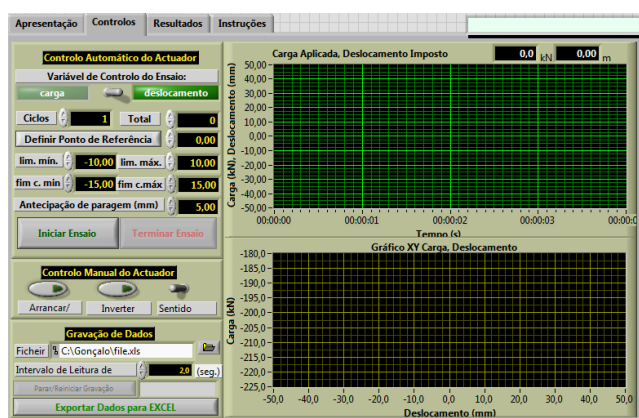 Apresentação Controlos Resultados Instruções
Controlo Automático do Actuador
Variável de Controlo do Ensaio:
carga deslocamento
Ciclos 1 Total 0
Definir Ponto de Referência 0,00
lim. mín. -10,00 lim. máx. 10,00
fim c. min -15,00 fim c.máx 15,00
Antecipação de paragem (mm) 5,00
Iniciar Ensaio Terminar Ensaio
Controlo Manual do Actuador
Arrancar/ Inverter Sentido
Gravação de Dados
Ficheir C:\Gonçalo\file.xls
Intervalo de Leitura de 2,0 (seg.)
Parar/Reiniciar Gravação
Exportar Dados para EXCEL
Carga Aplicada, Deslocamento Imposto 0,0 kN 0,00 m
Carga (kN), Deslocamento (mm)
50,00
40,00
30,00
20,00
10,00
0,00
-10,00
-20,00
-30,00
-40,00
-50,00
00:00:00 00:00:01 00:00:02 00:00:03 00:00:0
Tempo (s)
Gráfico XY Carga, Deslocamento
Carga (kN)
-180,0
-190,0
-195,0
-200,0
-205,0
-210,0
-215,0
-220,0
-225,0
-50,0 -40,0 -30,0 -20,0 -10,0 0,0 10,0 20,0 30,0 40,0 50,0
Deslocamento (mm)